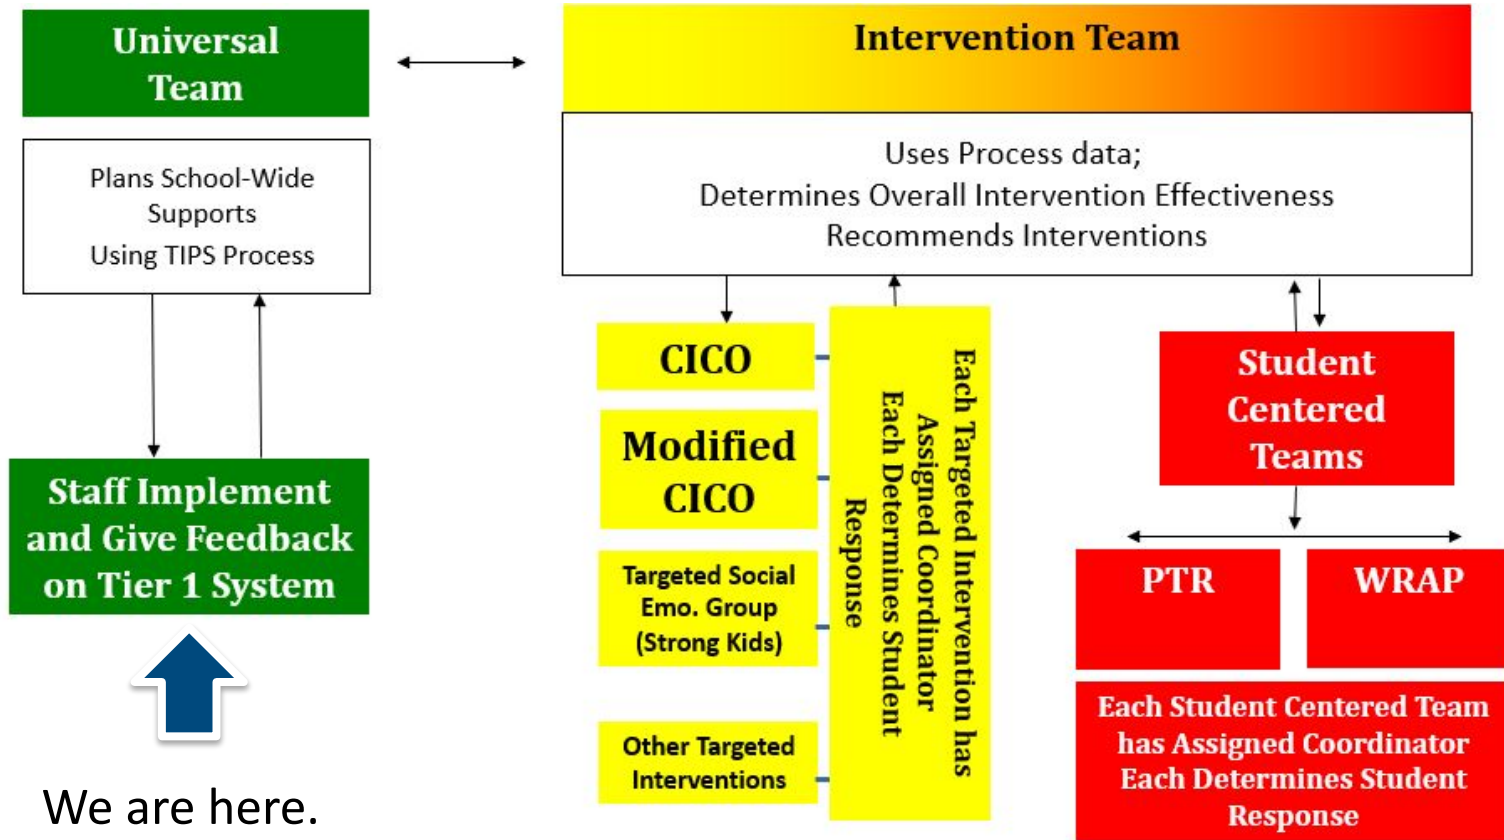 Universal
Team
Plans School-Wide
Supports
Using TIPS Process
Staff Implement
and Give Feedback
on Tier 1 System
We are here.
Intervention Team
Uses Process data;
Determines Overall Intervention Effectiveness
Recommends Interventions
CICO
Modified
CICO
Targeted Social
Emo. Group
(Strong Kids)
Other Targeted
Interventions
Each Targeted Intervention has
Assigned Coordinator
Each Determines Student
Response
Student
Centered
Teams
PTR
WRAP
Each Student Centered Team
has Assigned Coordinator
Each Determines Student
Response